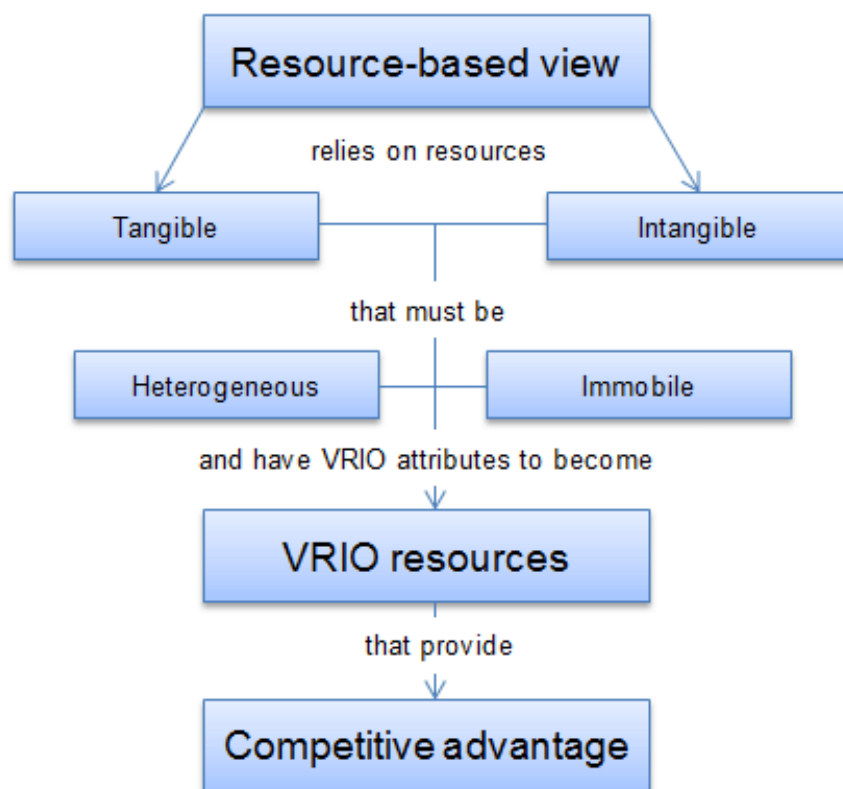 Resource-based view
relies on resources
Tangible
Intangible
that must be
Heterogeneous
Immobile
and have VRIO attributes to become
VRIO resources
that provide
Competitive advantage